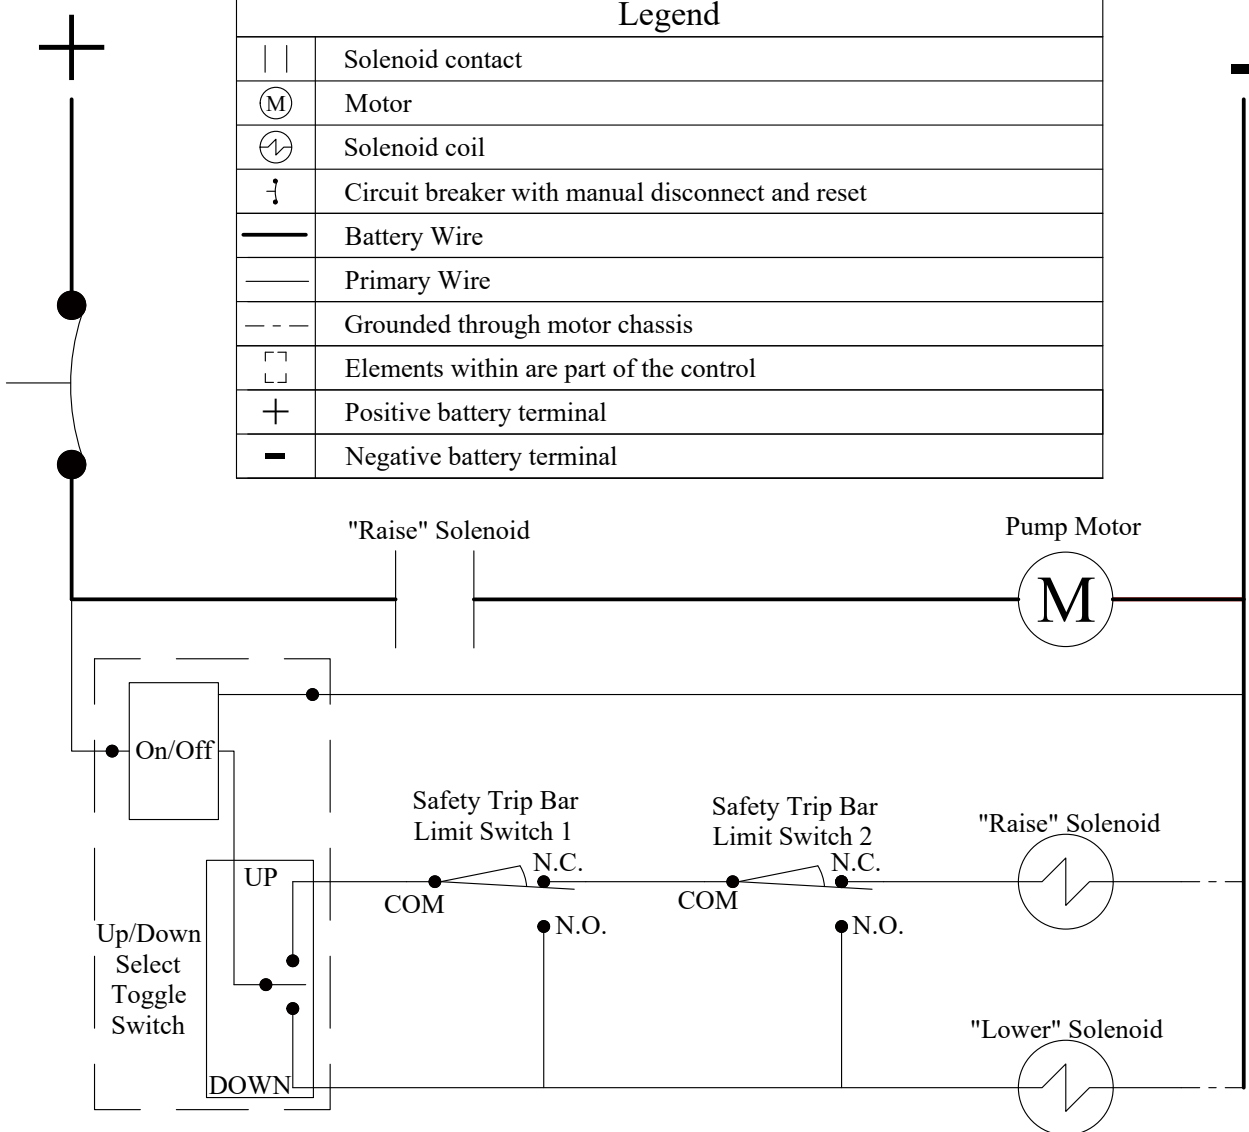 Legend
Solenoid contact
M
Motor
Solenoid coil
Circuit breaker with manual disconnect and reset
Battery Wire
Primary Wire
Grounded through motor chassis
Elements within are part of the control
Positive battery terminal
Negative battery terminal
"Raise" Solenoid
Pump Motor
M
On/Off
Safety Trip Bar
Limit Switch 1
Safety Trip Bar
Limit Switch 2
"Raise" Solenoid
N.C.
N.C.
UP
COM
COM
N.O.
N.O.
Up/Down
Select
Toggle
Switch
"Lower" Solenoid
DOWN